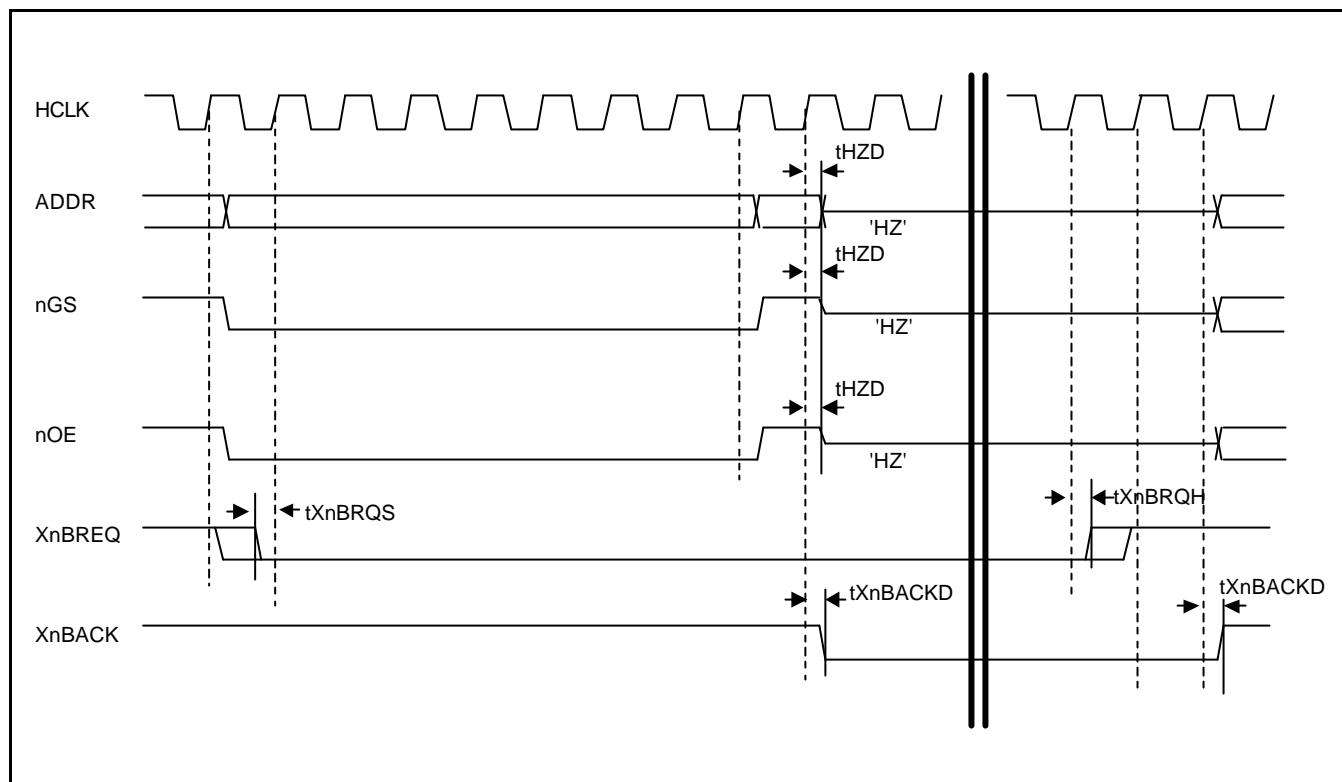 HCLK
tHZD
ADDR
'HZ'
tHZD
nGS
'HZ'
tHZD
nOE
'HZ'
tXnBRQS
tXnBRQH
XnBREQ
tXnBACKD
tXnBACKD
XnBACK